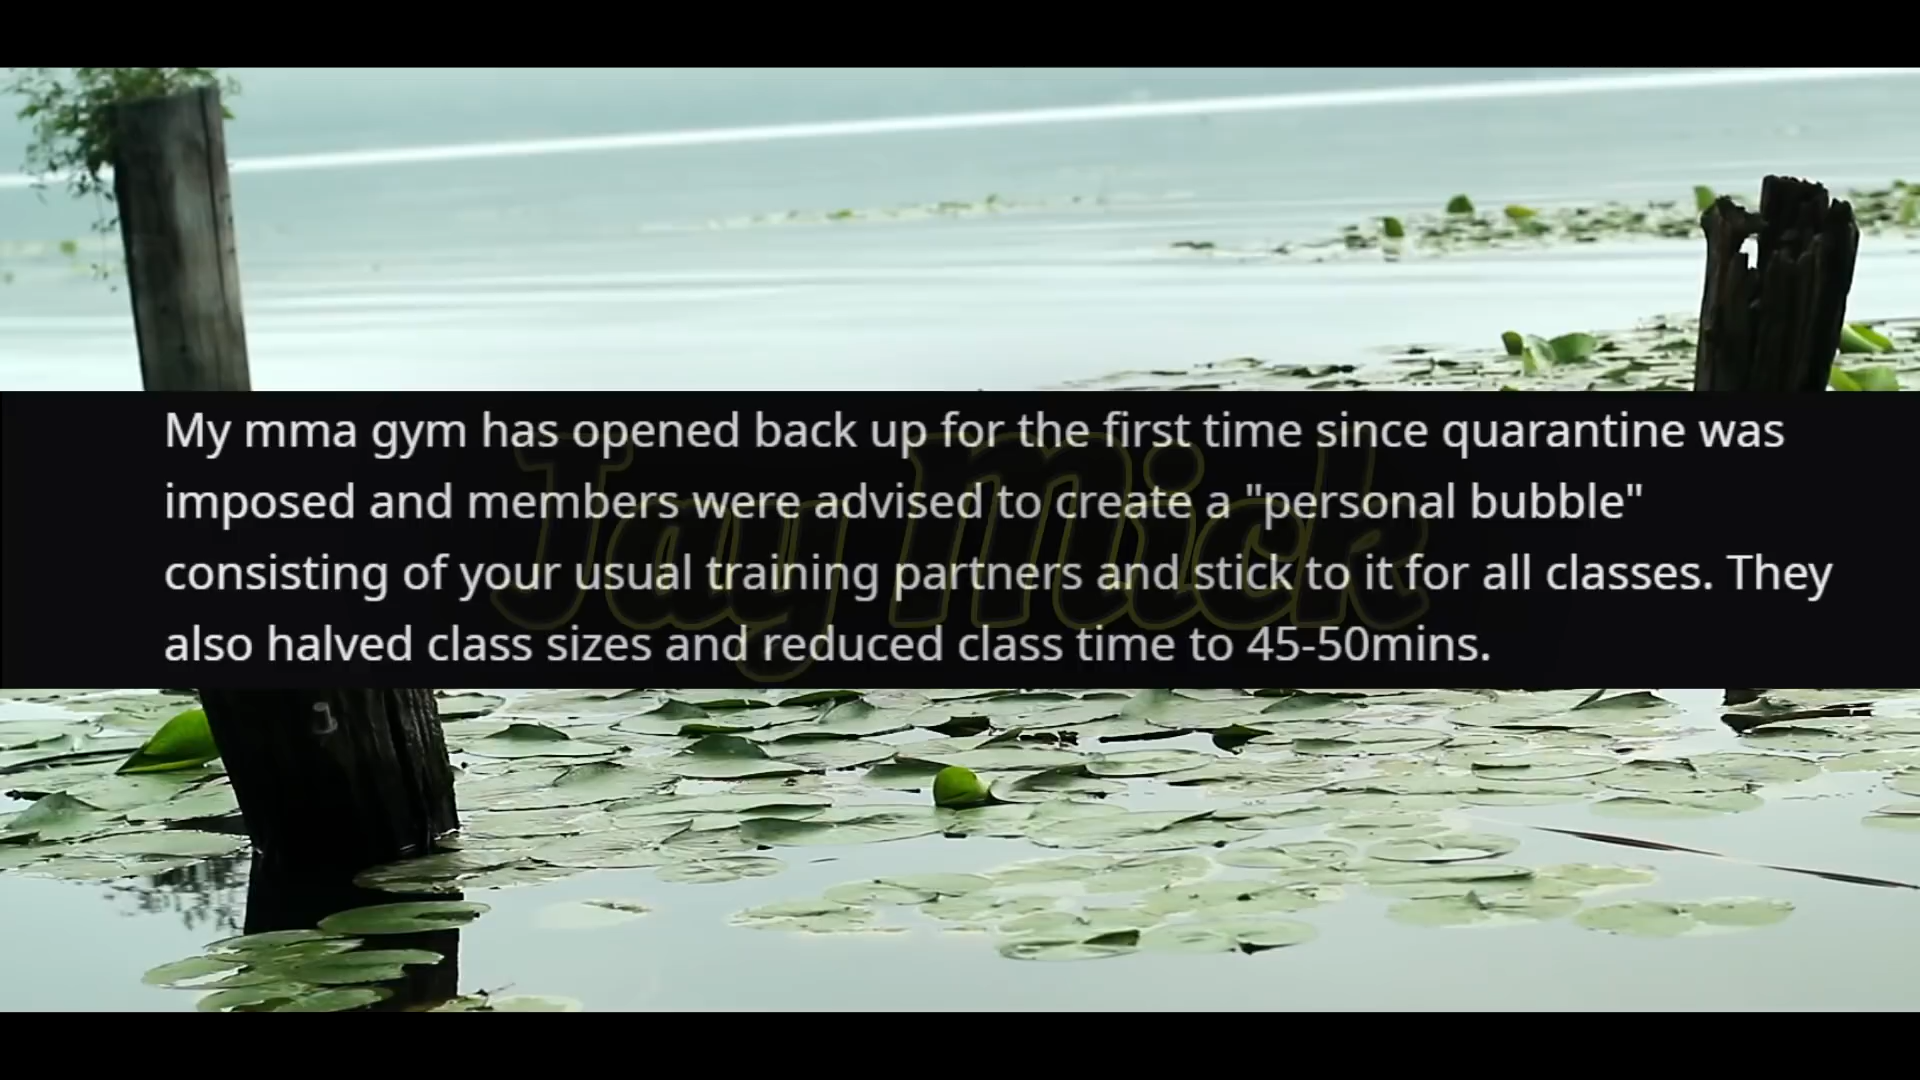 My mma gym has opened back up for the first time since quarantine was
imposed and members were advised to create a "personal bubble"
consisting of your usual training partners and stick to it for all classes. They
also halved class sizes and reduced class time to 45-50mins.
Jay Mick